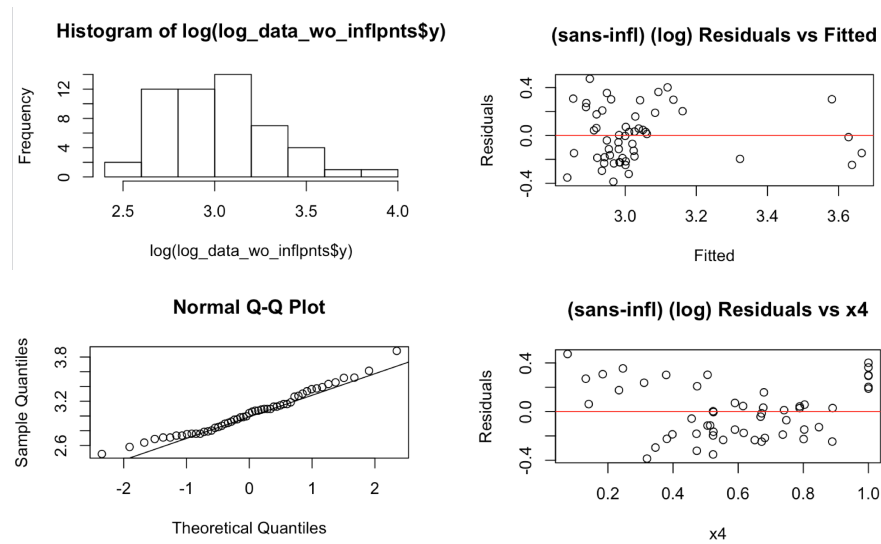 Histogram of log(log_data_wo_inflpnts$y)
Frequency
0 4 8 12
2.5 3.0 3.5 4.0
log(log_data_wo_inflpnts$y)
(sans-infl) (log) Residuals vs Fitted
Residuals
-0.4 0.0 0.4
3.0 3.2 3.4 3.6
Fitted
Normal Q-Q Plot
Sample Quantiles
2.6 3.2 3.8
-2 -1 0 1 2
Theoretical Quantiles
(sans-infl) (log) Residuals vs x4
Residuals
-0.4 0.0 0.4
0.2 0.4 0.6 0.8 1.0
x4